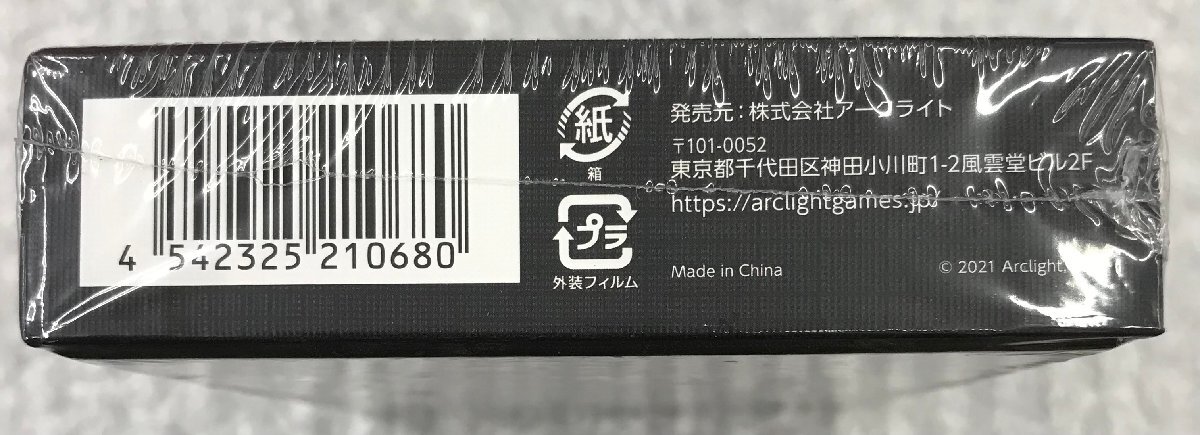 4 542325 210680
紙
箱
プラ
外装フィルム
発売元:株式会社アークライト
〒101-0052
東京都千代田区神田小川町1-2風雲堂ビル2F
https://arclightgames.jp/
Made in China
© 2021 Arclight,